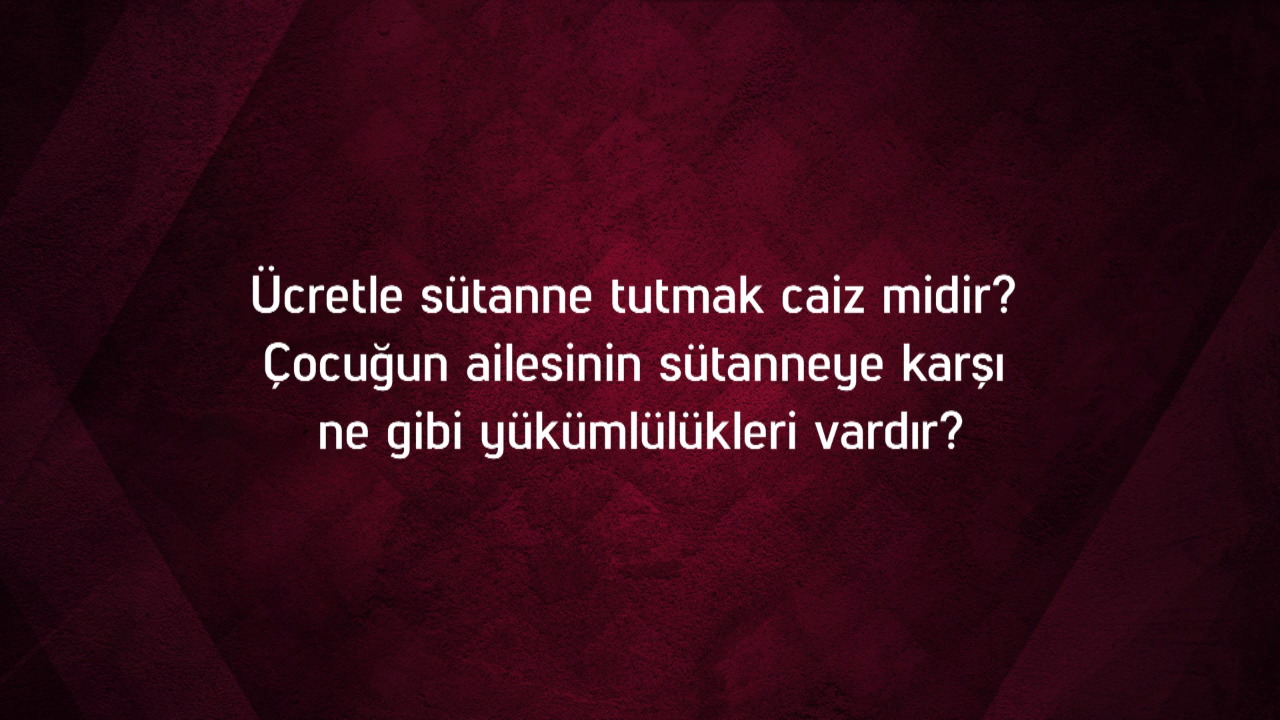 Ücretle sütanne tutmak caiz midir?
Çocuğun ailesinin sütanneye karşı
ne gibi yükümlülükleri vardır?